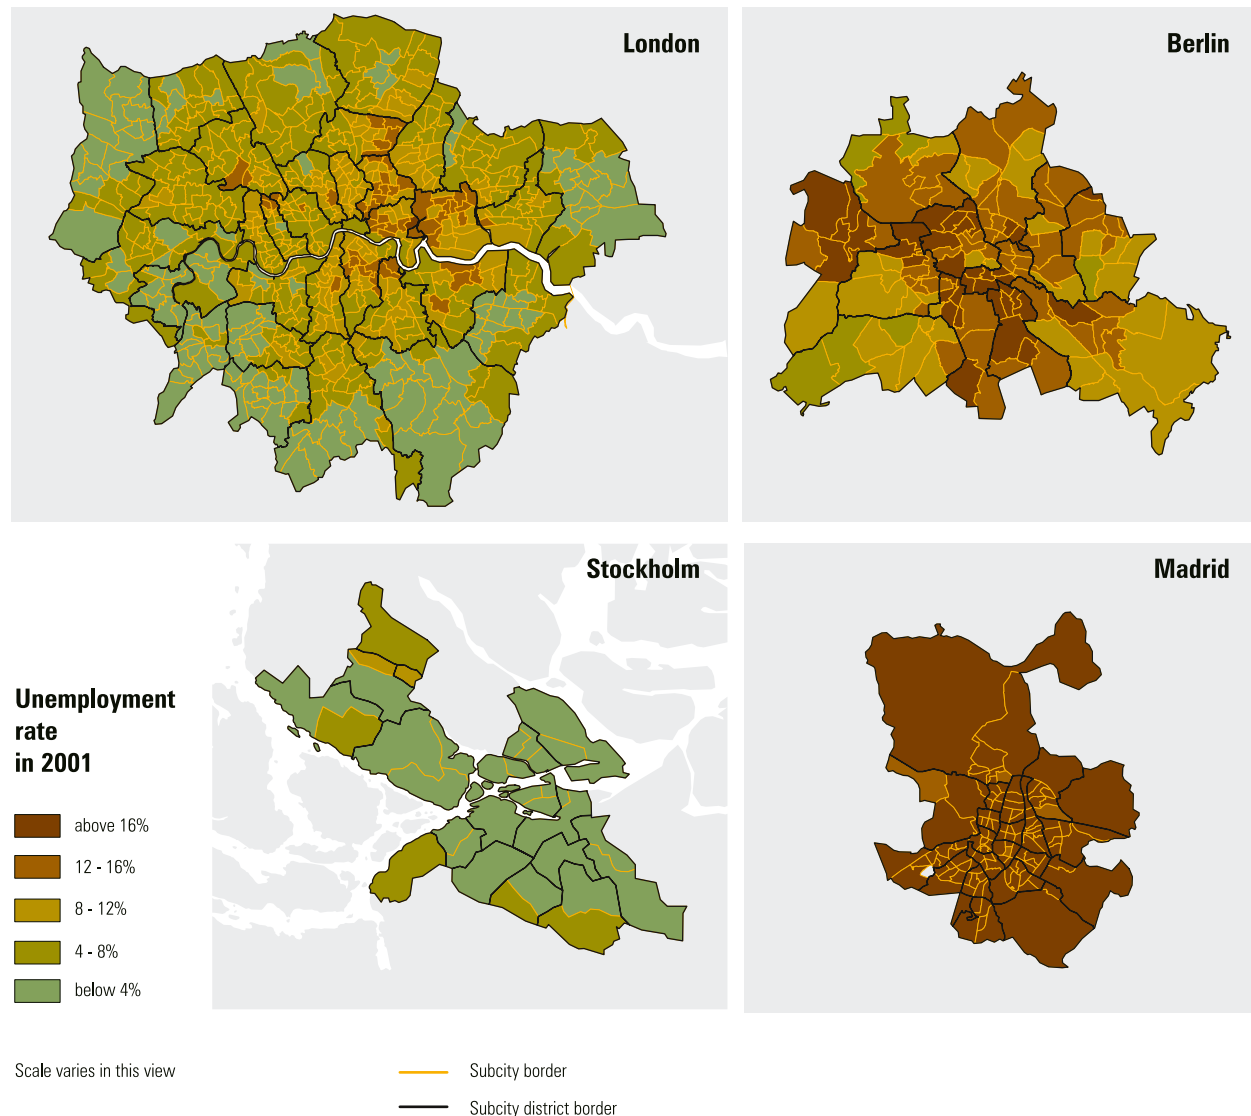 London
Berlin
Stockholm
Madrid
Unemployment
rate
in 2001
above 16%
12 - 16%
8 - 12%
4 - 8%
below 4%
Scale varies in this view
Subcity border
Subcity district border